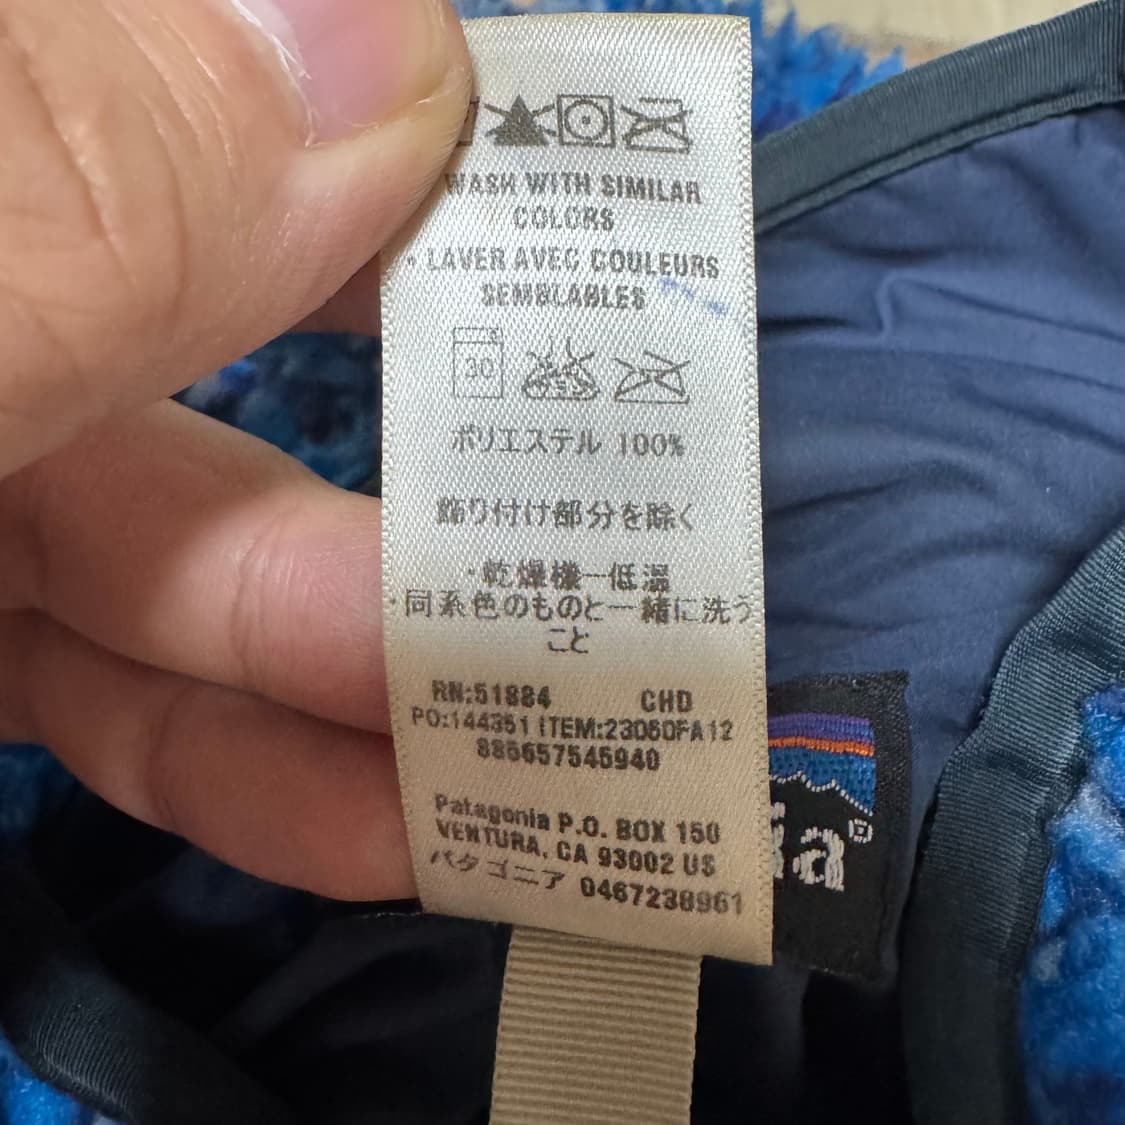 WASH WITH SIMILAR
COLORS
· LAVER AVEC COULEURS
SEMBLABLES
30
ポリエステル 100%
飾り付け部分を除く
·乾燥機一低温
·同系色のものと一緒に洗う
こと
RN:51884 CHD
PO:144351 ITEM:23060FA12
885657545940
Patagonia P.O. BOX 150
VENTURA, CA 93002 US
パタゴニア 0467238961
ia®